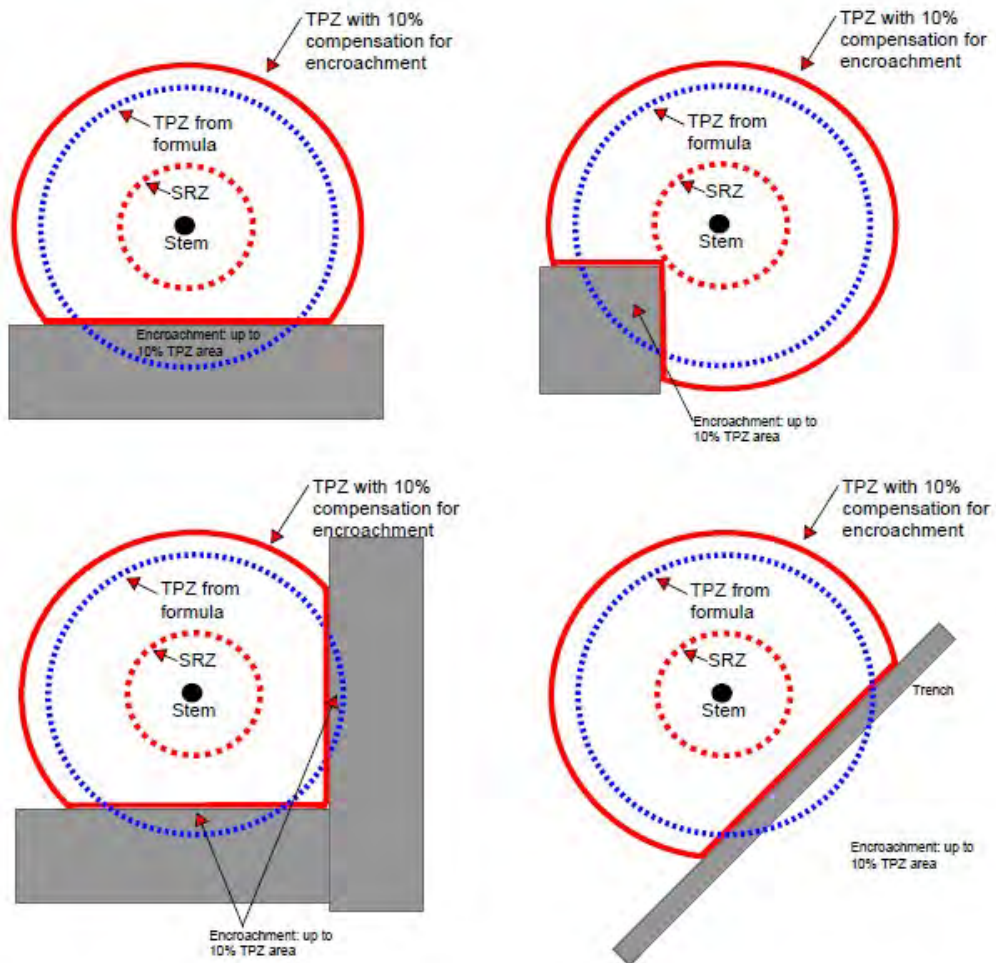 TPZ with 10%
compensation for
encroachment
TPZ from
formula
SRZ
Stem
Encroachment: up to
10% TPZ area
TPZ with 10%
compensation for
encroachment
TPZ from
formula
SRZ
Stem
Encroachment: up to
10% TPZ area
TPZ with 10%
compensation for
encroachment
TPZ from
formula
SRZ
Stem
Encroachment: up to
10% TPZ area
TPZ with 10%
compensation for
encroachment
TPZ from
formula
SRZ
Stem
Trench
Encroachment: up to
10% TPZ area